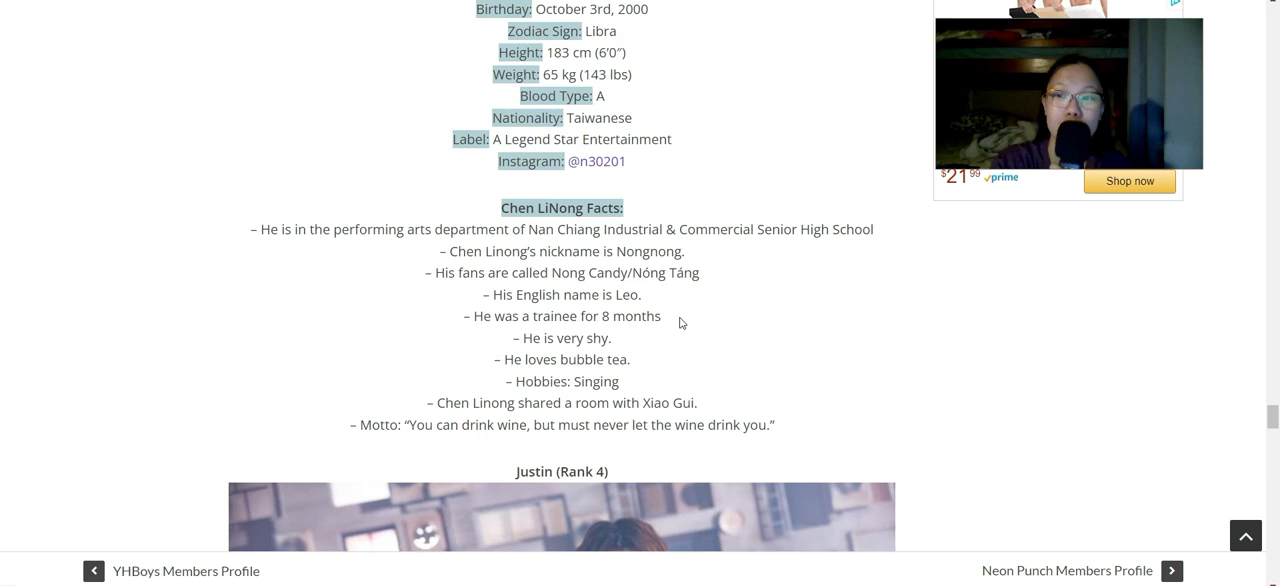 Birthday: October 3rd, 2000
Zodiac Sign: Libra
Height: 183 cm (6’0″)
Weight: 65 kg (143 lbs)
Blood Type: A
Nationality: Taiwanese
Label: A Legend Star Entertainment
Instagram: @n30201
$21.99 prime
Shop now
Chen LiNong Facts:
– He is in the performing arts department of Nan Chiang Industrial & Commercial Senior High School
– Chen Linong’s nickname is Nongnong.
– His fans are called Nong Candy/Nóng Táng
– His English name is Leo.
– He was a trainee for 8 months
– He is very shy.
– He loves bubble tea.
– Hobbies: Singing
– Chen Linong shared a room with Xiao Gui.
– Motto: “You can drink wine, but must never let the wine drink you.”
Justin (Rank 4)
YHBoys Members Profile
Neon Punch Members Profile